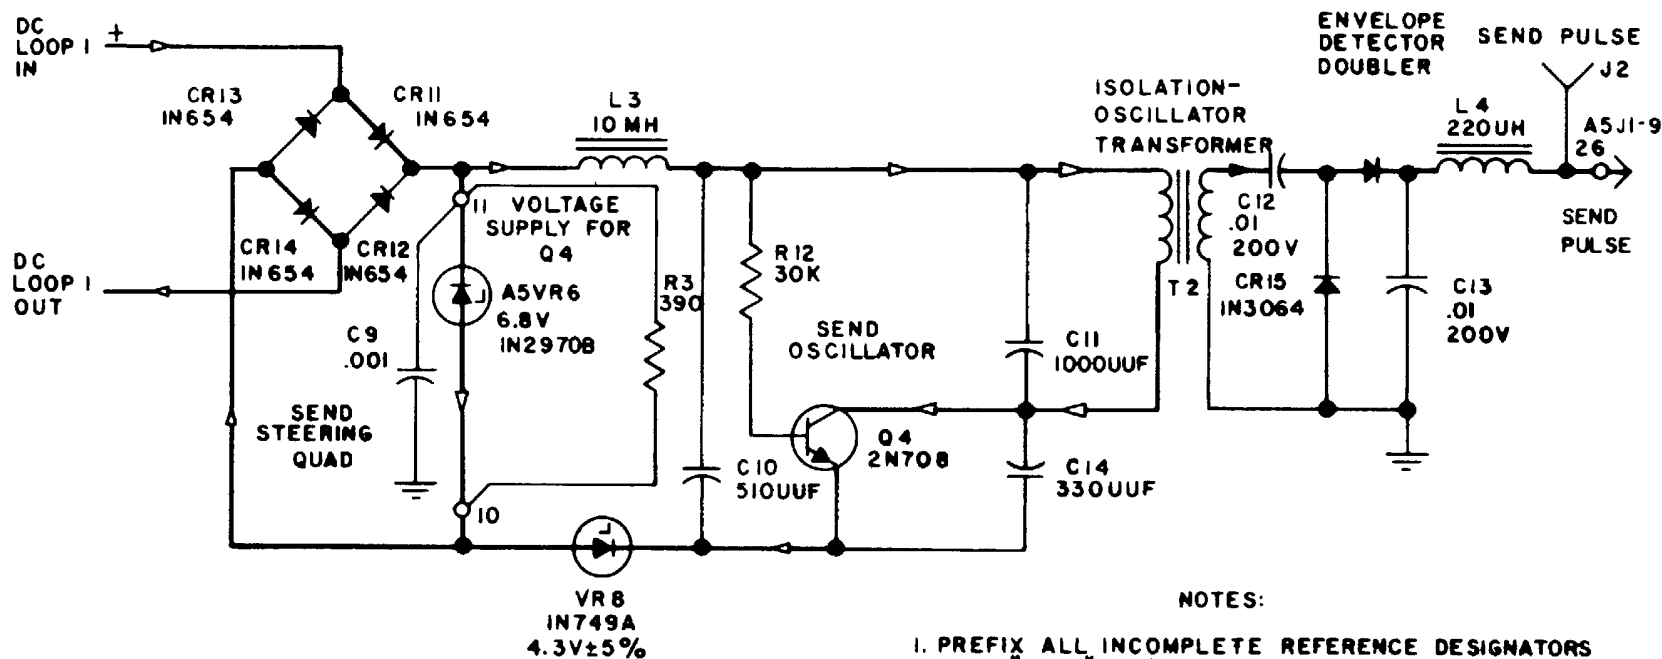 DC
LOOP 1
IN
+
CR13
1N654
CR11
1N654
L3
10 MH
ISOLATION-
OSCILLATOR
TRANSFORMER
ENVELOPE
DETECTOR
DOUBLER
SEND PULSE
J2
L4
220UH
A5J1-9
26
SEND
PULSE
11
VOLTAGE
SUPPLY FOR
Q4
CR14
1N654
CR12
1N654
DC
LOOP 1
OUT
A5VR6
6.8V
1N2970B
R3
390
R12
30K
C9
.001
SEND
OSCILLATOR
C11
1000UUF
T2
C12
.01
200V
CR15
1N3064
C13
.01
200V
SEND
STEERING
QUAD
Q4
2N708
C10
510UUF
C14
330UUF
10
VR8
1N749A
4.3V±5%
NOTES:
1. PREFIX ALL INCOMPLETE REFERENCE DESIGNATORS